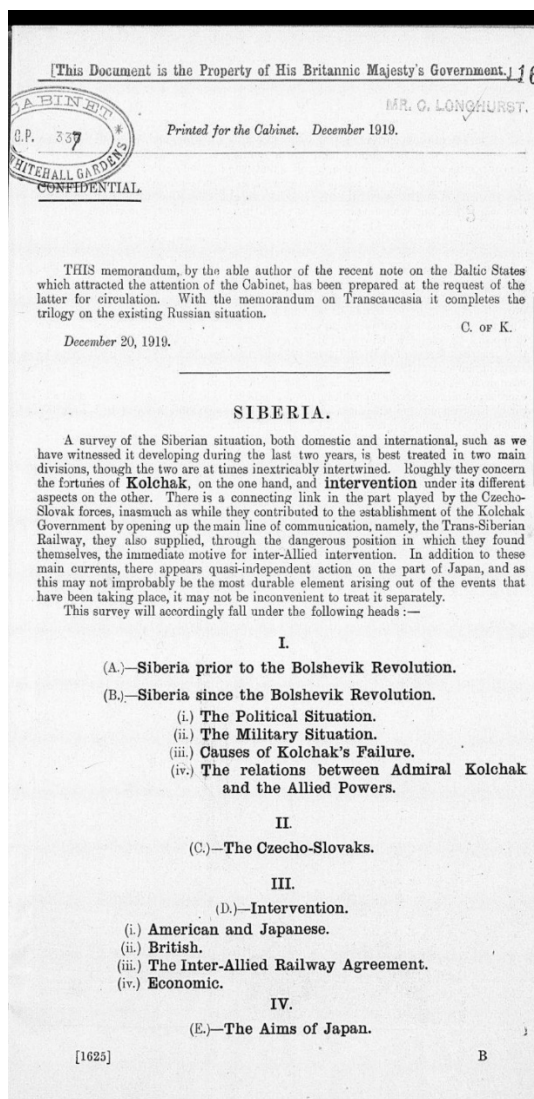 [This Document is the Property of His Britannic Majesty's Government.] 16
MR. O. LONGHURST.
CABINET
C.P. 337
WHITEHALL GARDENS
Printed for the Cabinet. December 1919.
CONFIDENTIAL.
3
THIS memorandum, by the able author of the recent note on the Baltic States
which attracted the attention of the Cabinet, has been prepared at the request of the
latter for circulation. With the memorandum on Transcaucasia it completes the
trilogy on the existing Russian situation.
C. OF K.
December 20, 1919.
SIBERIA.
A survey of the Siberian situation, both domestic and international, such as we
have witnessed it developing during the last two years, is best treated in two main
divisions, though the two are at times inextricably intertwined. Roughly they concern
the fortunes of Kolchak, on the one hand, and intervention under its different
aspects on the other. There is a connecting link in the part played by the Czecho-
Slovak forces, inasmuch as while they contributed to the establishment of the Kolchak
Government by opening up the main line of communication, namely, the Trans-Siberian
Railway, they also supplied, through the dangerous position in which they found
themselves, the immediate motive for inter-Allied intervention. In addition to these
main currents, there appears quasi-independent action on the part of Japan, and as
this may not improbably be the most durable element arising out of the events that
have been taking place, it may not be inconvenient to treat it separately.
This survey will accordingly fall under the following heads :—
I.
(A.)—Siberia prior to the Bolshevik Revolution.
(B.)—Siberia since the Bolshevik Revolution.
(i.) The Political Situation.
(ii.) The Military Situation.
(iii.) Causes of Kolchak's Failure.
(iv.) The relations between Admiral Kolchak
and the Allied Powers.
II.
(C.)—The Czecho-Slovaks.
III.
(D.)—Intervention.
(i.) American and Japanese.
(ii.) British.
(iii.) The Inter-Allied Railway Agreement.
(iv.) Economic.
IV.
(E.)—The Aims of Japan.
[1625] B